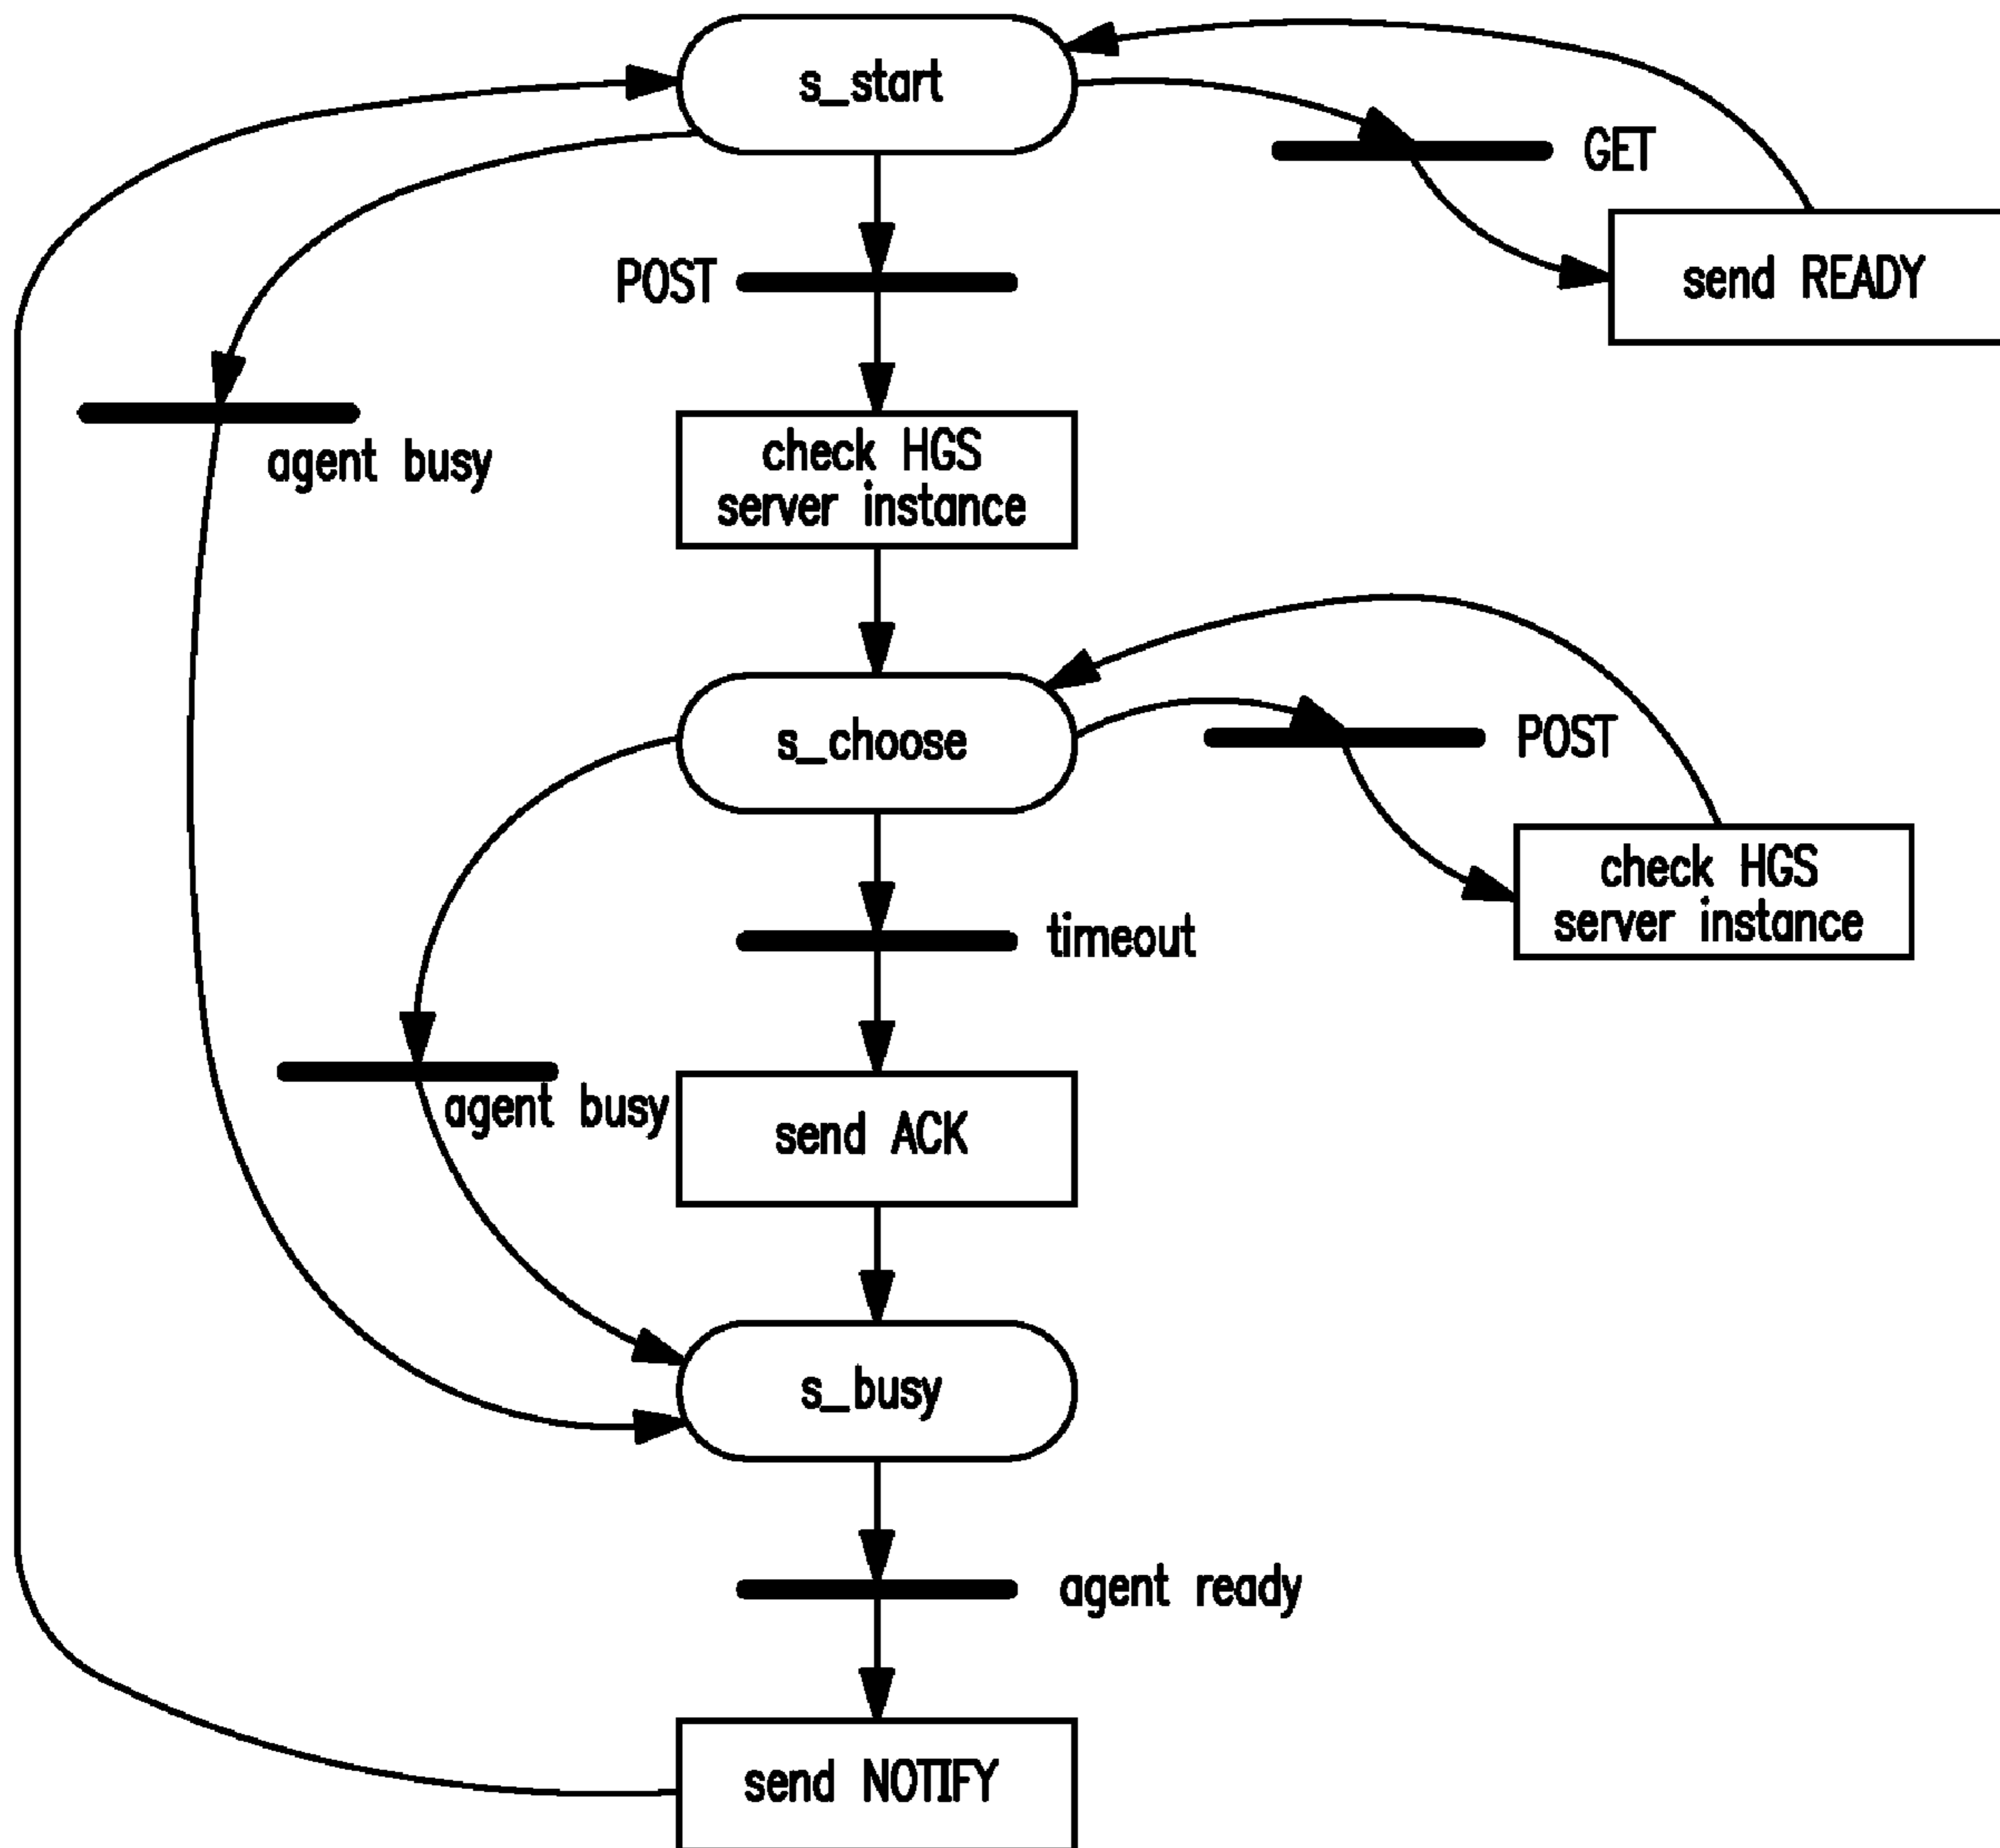 s_start
GET
POST
send READY
agent busy
check HGS
server instance
s_choose
POST
check HGS
server instance
timeout
agent busy
send ACK
s_busy
agent ready
send NOTIFY